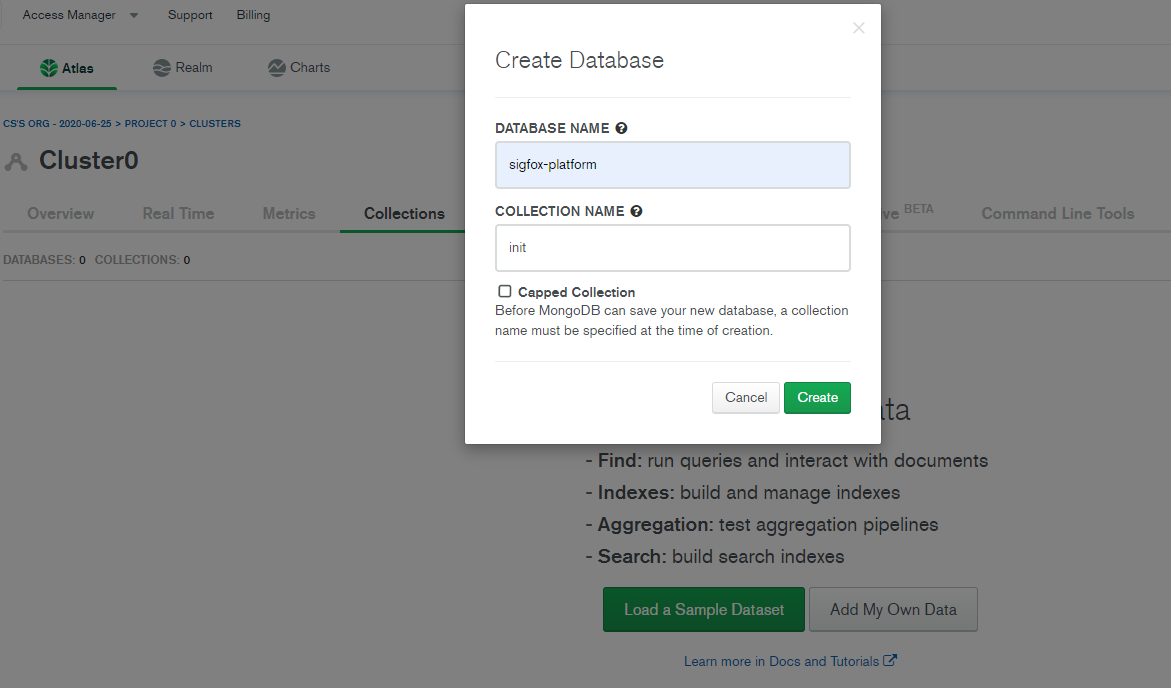 Access Manager Support Billing
Atlas Realm Charts
CS'S ORG - 2020-06-25 > PROJECT 0 > CLUSTERS
Cluster0
Overview Real Time Metrics Collections ve BETA Command Line Tools
DATABASES: 0 COLLECTIONS: 0
Create Database
DATABASE NAME
sigfox-platform
COLLECTION NAME
init
Capped Collection
Before MongoDB can save your new database, a collection
name must be specified at the time of creation.
Cancel Create
ata
- Find: run queries and interact with documents
- Indexes: build and manage indexes
- Aggregation: test aggregation pipelines
- Search: build search indexes
Load a Sample Dataset Add My Own Data
Learn more in Docs and Tutorials